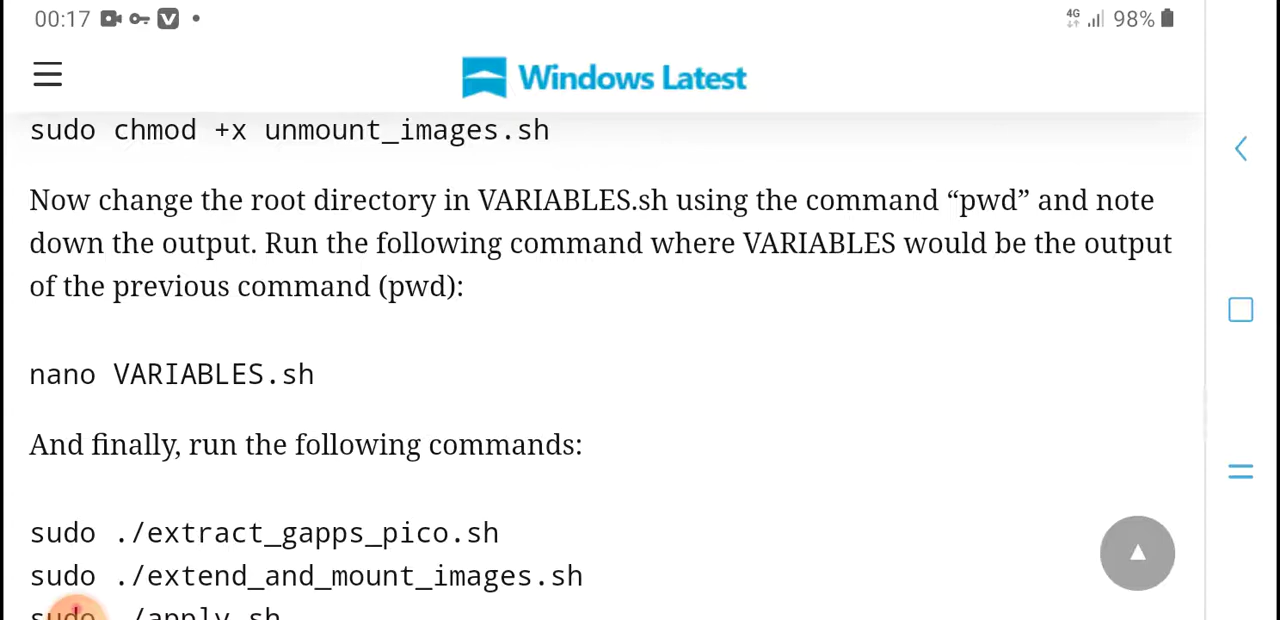 00:17 V 4G 98%
Windows Latest
sudo chmod +x unmount_images.sh
Now change the root directory in VARIABLES.sh using the command “pwd” and note
down the output. Run the following command where VARIABLES would be the output
of the previous command (pwd):
nano VARIABLES.sh
And finally, run the following commands:
sudo ./extract_gapps_pico.sh
sudo ./extend_and_mount_images.sh
sudo ./apply.sh